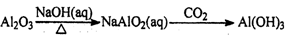 Al₂O₃ —NaOH(aq)/△→ NaAlO₂(aq) —CO₂→ Al(OH)₃